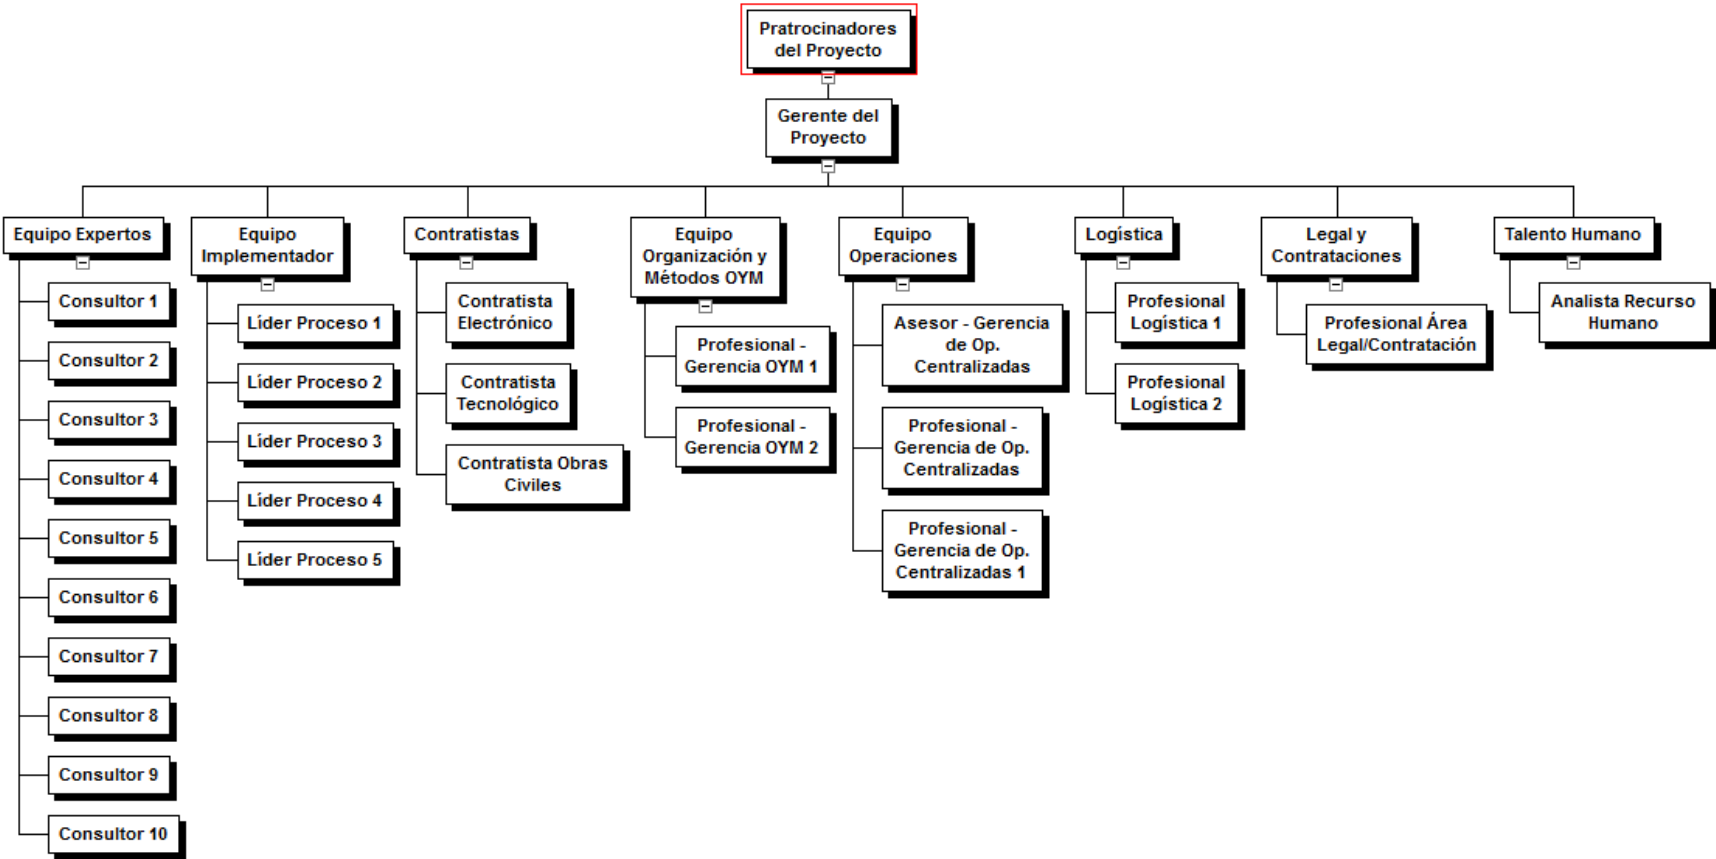 Pratrocinadores
del Proyecto
Gerente del
Proyecto
Equipo Expertos
Consultor 1
Consultor 2
Consultor 3
Consultor 4
Consultor 5
Consultor 6
Consultor 7
Consultor 8
Consultor 9
Consultor 10
Equipo
Implementador
Líder Proceso 1
Líder Proceso 2
Líder Proceso 3
Líder Proceso 4
Líder Proceso 5
Contratistas
Contratista
Electrónico
Contratista
Tecnológico
Contratista Obras
Civiles
Equipo
Organización y
Métodos OYM
Profesional -
Gerencia OYM 1
Profesional -
Gerencia OYM 2
Equipo
Operaciones
Asesor - Gerencia
de Op.
Centralizadas
Profesional -
Gerencia de Op.
Centralizadas
Profesional -
Gerencia de Op.
Centralizadas 1
Logística
Profesional
Logística 1
Profesional
Logística 2
Legal y
Contrataciones
Profesional Área
Legal/Contratación
Talento Humano
Analista Recurso
Humano